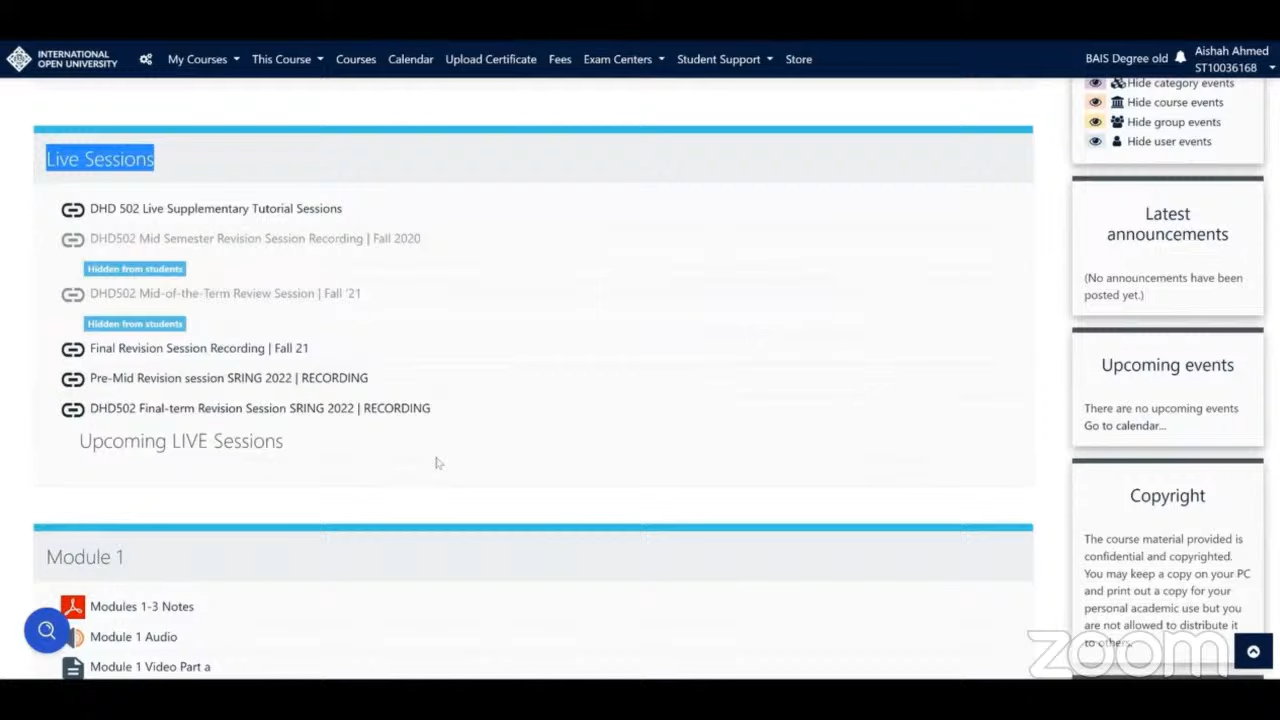 INTERNATIONAL
OPEN UNIVERSITY
My Courses
This Course
Courses
Calendar
Upload Certificate
Fees
Exam Centers
Student Support
Store
BAIS Degree old
Aishah Ahmed
ST10036168
Live Sessions
DHD 502 Live Supplementary Tutorial Sessions
DHD502 Mid Semester Revision Session Recording | Fall 2020
Hidden from students
DHD502 Mid-of-the-Term Review Session | Fall '21
Hidden from students
Final Revision Session Recording | Fall 21
Pre-Mid Revision session SRING 2022 | RECORDING
DHD502 Final-term Revision Session SRING 2022 | RECORDING
Upcoming LIVE Sessions
Module 1
Modules 1-3 Notes
Module 1 Audio
Module 1 Video Part a
Hide category events
Hide course events
Hide group events
Hide user events
Latest
announcements
(No announcements have been
posted yet.)
Upcoming events
There are no upcoming events
Go to calendar...
Copyright
The course material provided is
confidential and copyrighted.
You may keep a copy on your PC
and print out a copy for your
personal academic use but you
are not allowed to distribute it
to others.
zoom